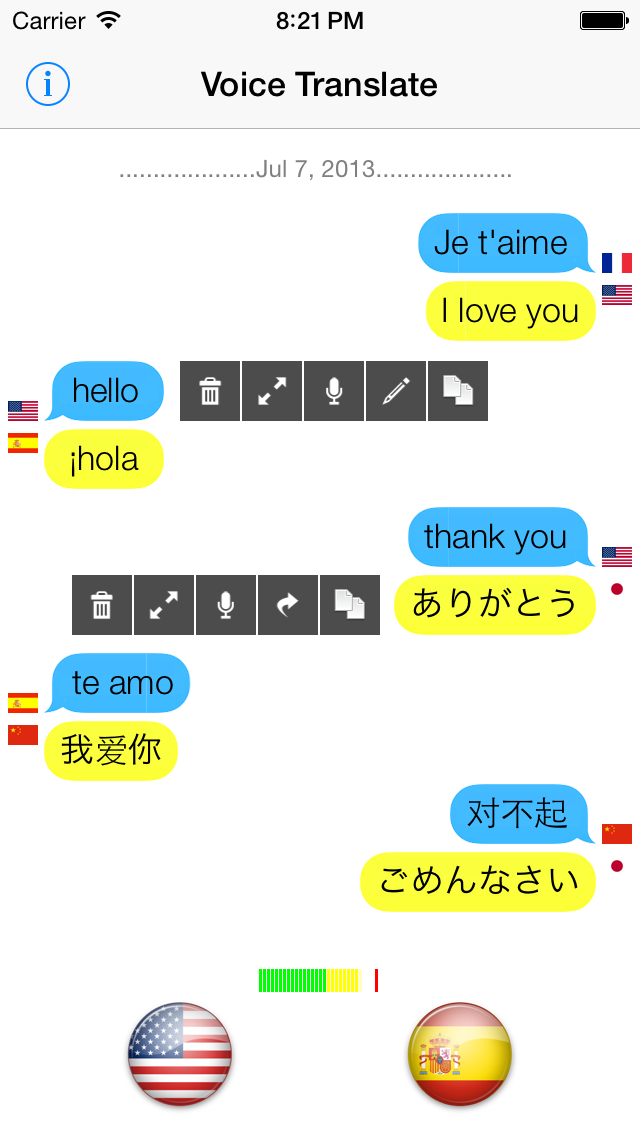 Carrier 8:21 PM
i Voice Translate
....................Jul 7, 2013....................
Je t'aime
I love you
hello
¡hola
thank you
ありがとう
te amo
我爱你
对不起
ごめんなさい